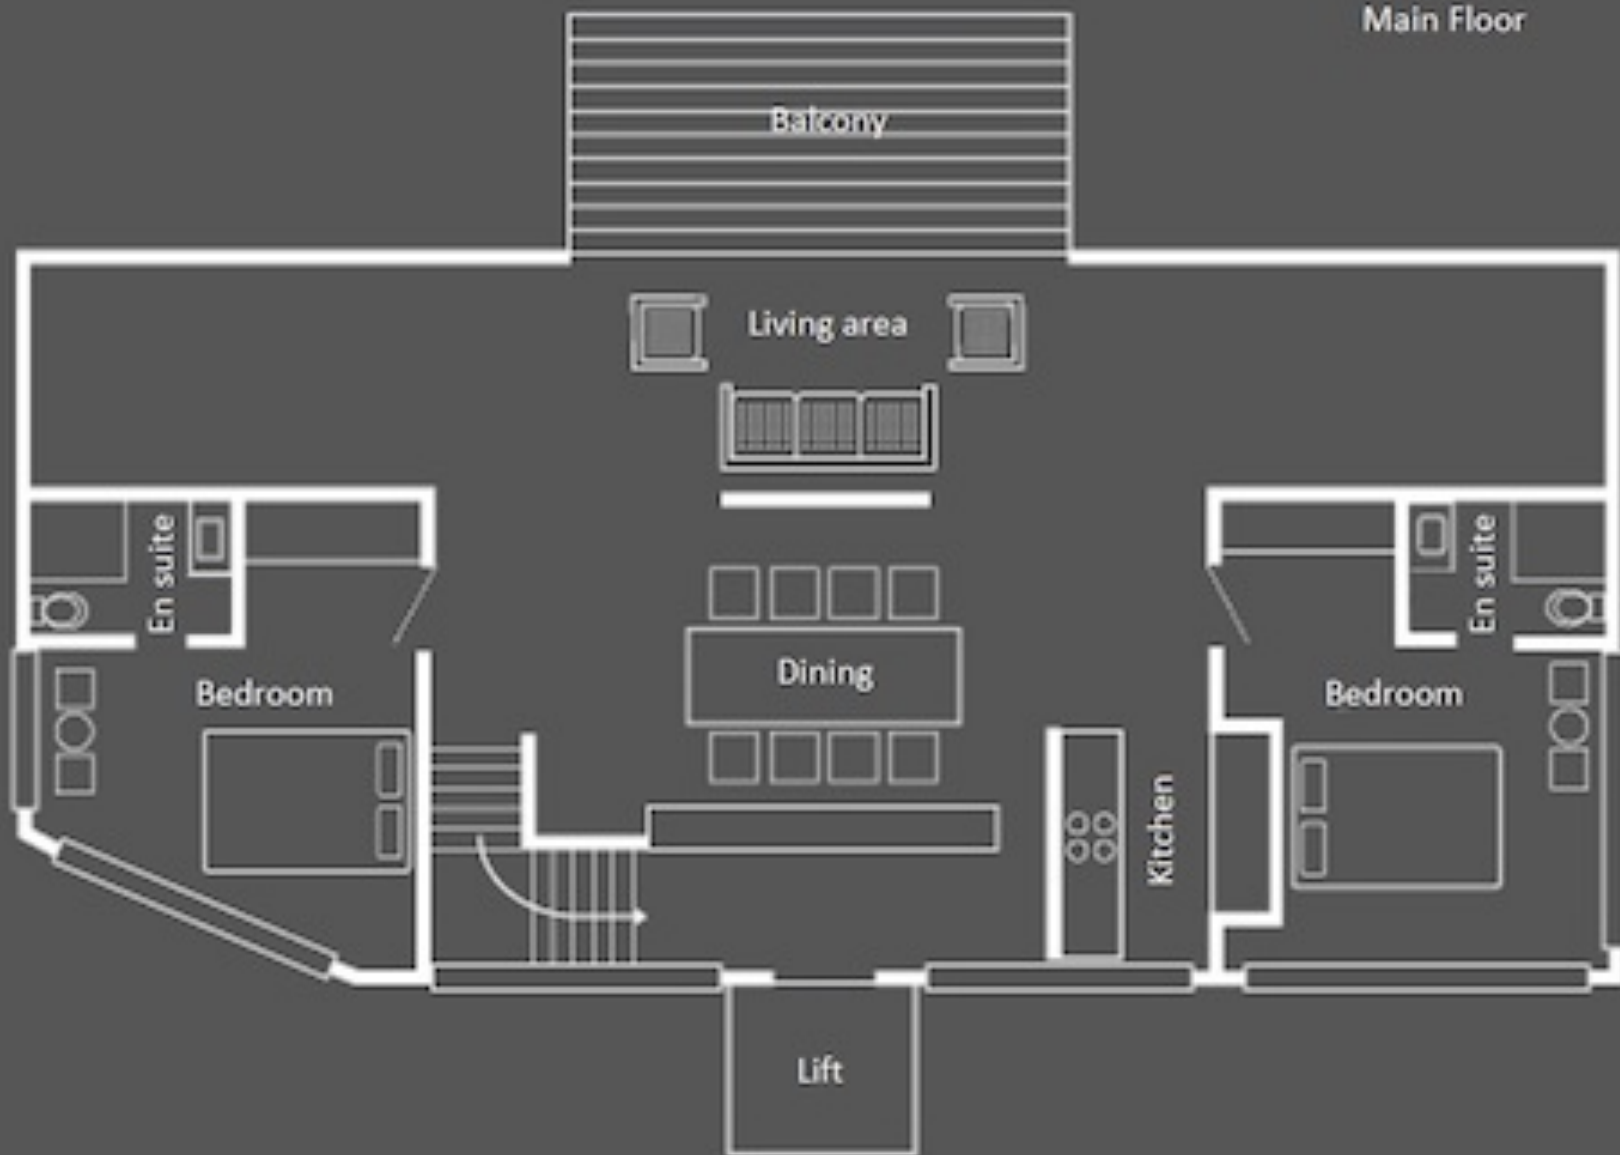 Main Floor
Balcony
Living area
En suite
En suite
Dining
Bedroom
Bedroom
Kitchen
Lift